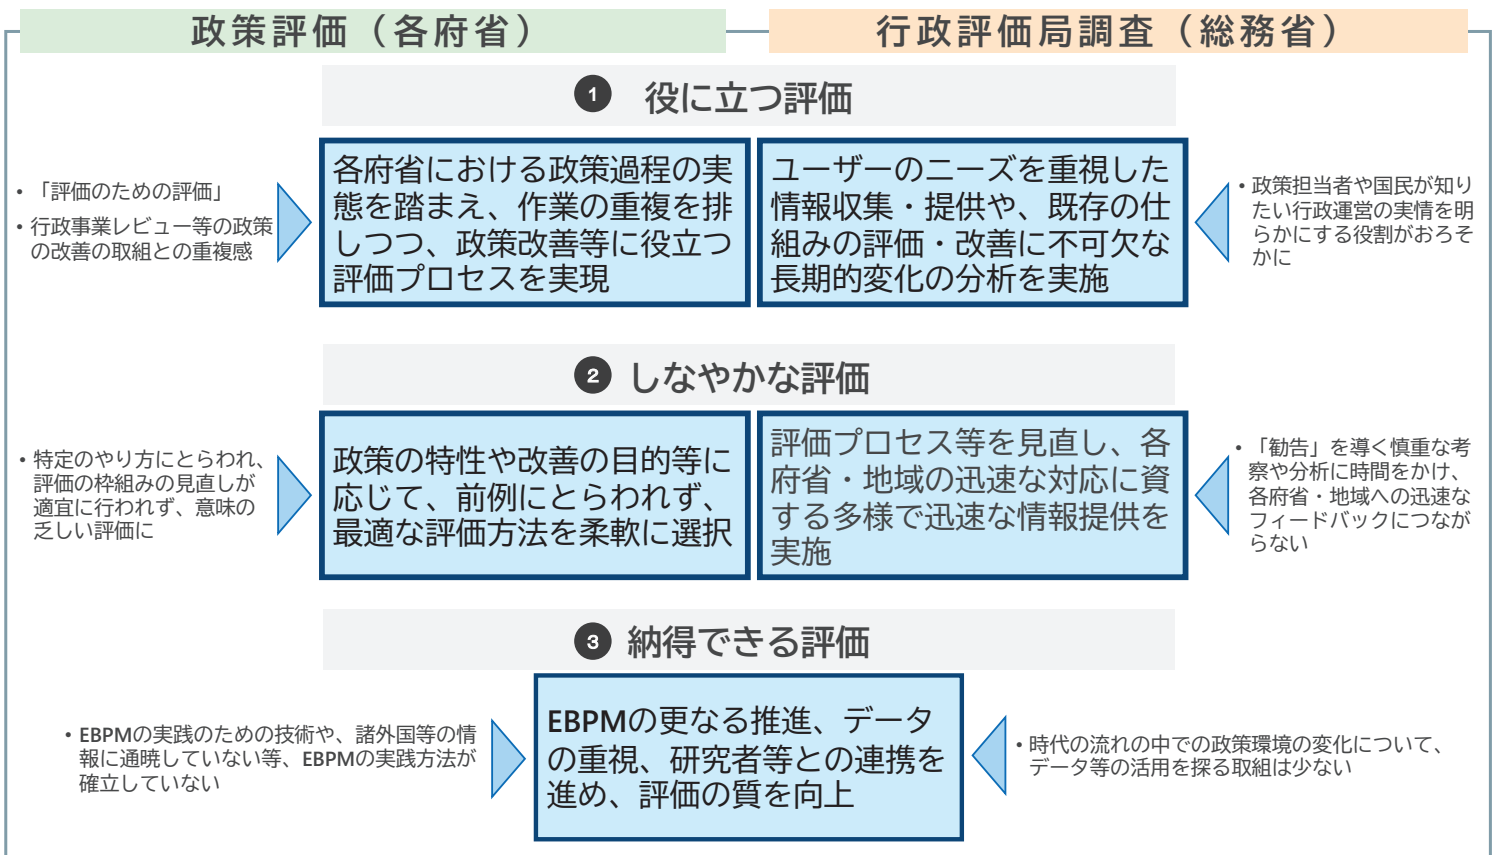 政策評価（各府省）
行政評価局調査（総務省）
1 役に立つ評価
・「評価のための評価」
・行政事業レビュー等の政策
の改善の取組との重複感
各府省における政策過程の実
態を踏まえ、作業の重複を排
しつつ、政策改善等に役立つ
評価プロセスを実現
ユーザーのニーズを重視した
情報収集・提供や、既存の仕
組みの評価・改善に不可欠な
長期的変化の分析を実施
・政策担当者や国民が知り
たい行政運営の実情を明
らかにする役割がおろそ
かに
2 しなやかな評価
・特定のやり方にとらわれ、
評価の枠組みの見直しが
適宜に行われず、意味の
乏しい評価に
政策の特性や改善の目的等に
応じて、前例にとらわれず、
最適な評価方法を柔軟に選択
評価プロセス等を見直し、各
府省・地域の迅速な対応に資
する多様で迅速な情報提供を
実施
・「勧告」を導く慎重な考
察や分析に時間をかけ、
各府省・地域への迅速な
フィードバックにつなが
らない
3 納得できる評価
・EBPMの実践のための技術や、諸外国等の情
報に通暁していない等、EBPMの実践方法が
確立していない
EBPMの更なる推進、データ
の重視、研究者等との連携を
進め、評価の質を向上
・時代の流れの中での政策環境の変化について、
データ等の活用を探る取組は少ない